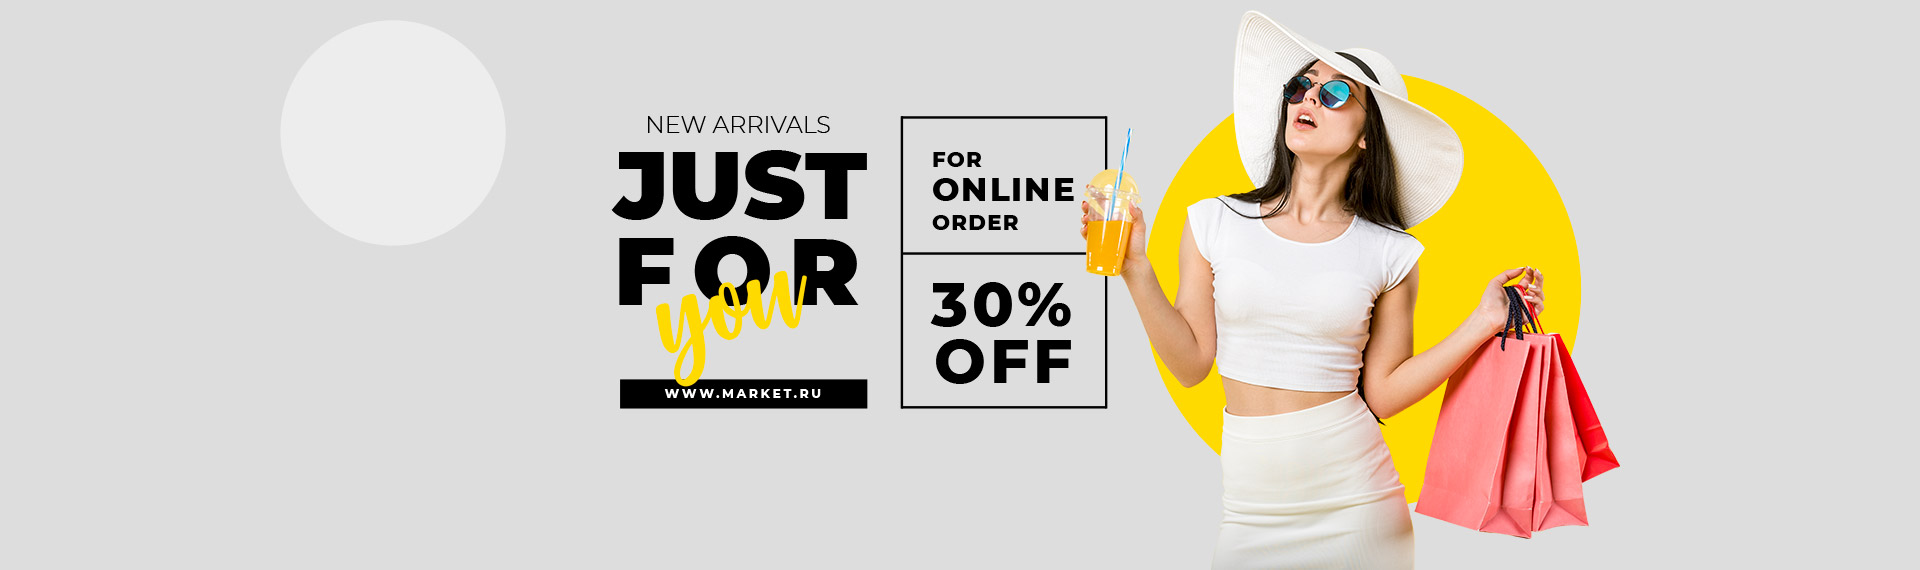 NEW ARRIVALS
JUST
FOR
you
WWW.MARKET.RU
FOR
ONLINE
ORDER
30%
OFF